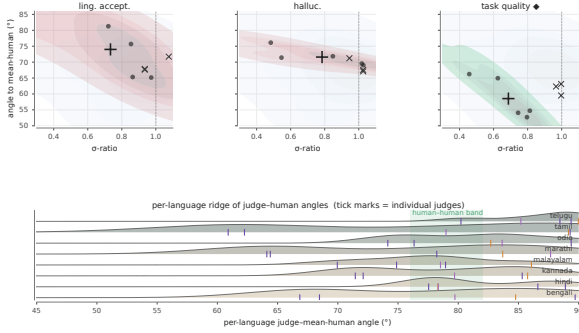 ling. accept.
halluc.
task quality ◆
angle to mean-human (°)
85
80
75
70
65
60
55
50
0.4 0.6 0.8 1.0
0.4 0.6 0.8 1.0
0.4 0.6 0.8 1.0
σ-ratio
σ-ratio
σ-ratio
per-language ridge of judge–human angles (tick marks = individual judges)
human–human band
telugu
tamil
odia
marathi
malayalam
kannada
hindi
bengali
45 50 55 60 65 70 75 80 85 90
per-language judge–mean-human angle (°)